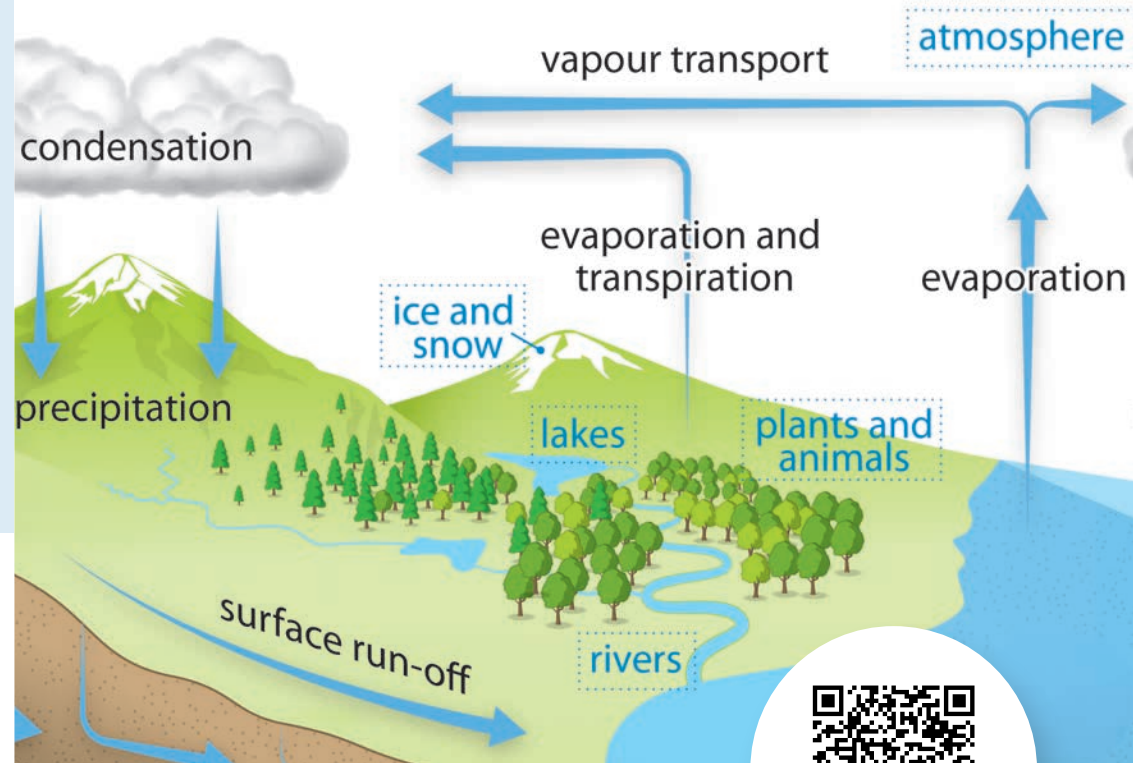 atmosphere
vapour transport
condensation
evaporation and
transpiration
evaporation
ice and
snow
precipitation
lakes
plants and
animals
surface run-off
rivers